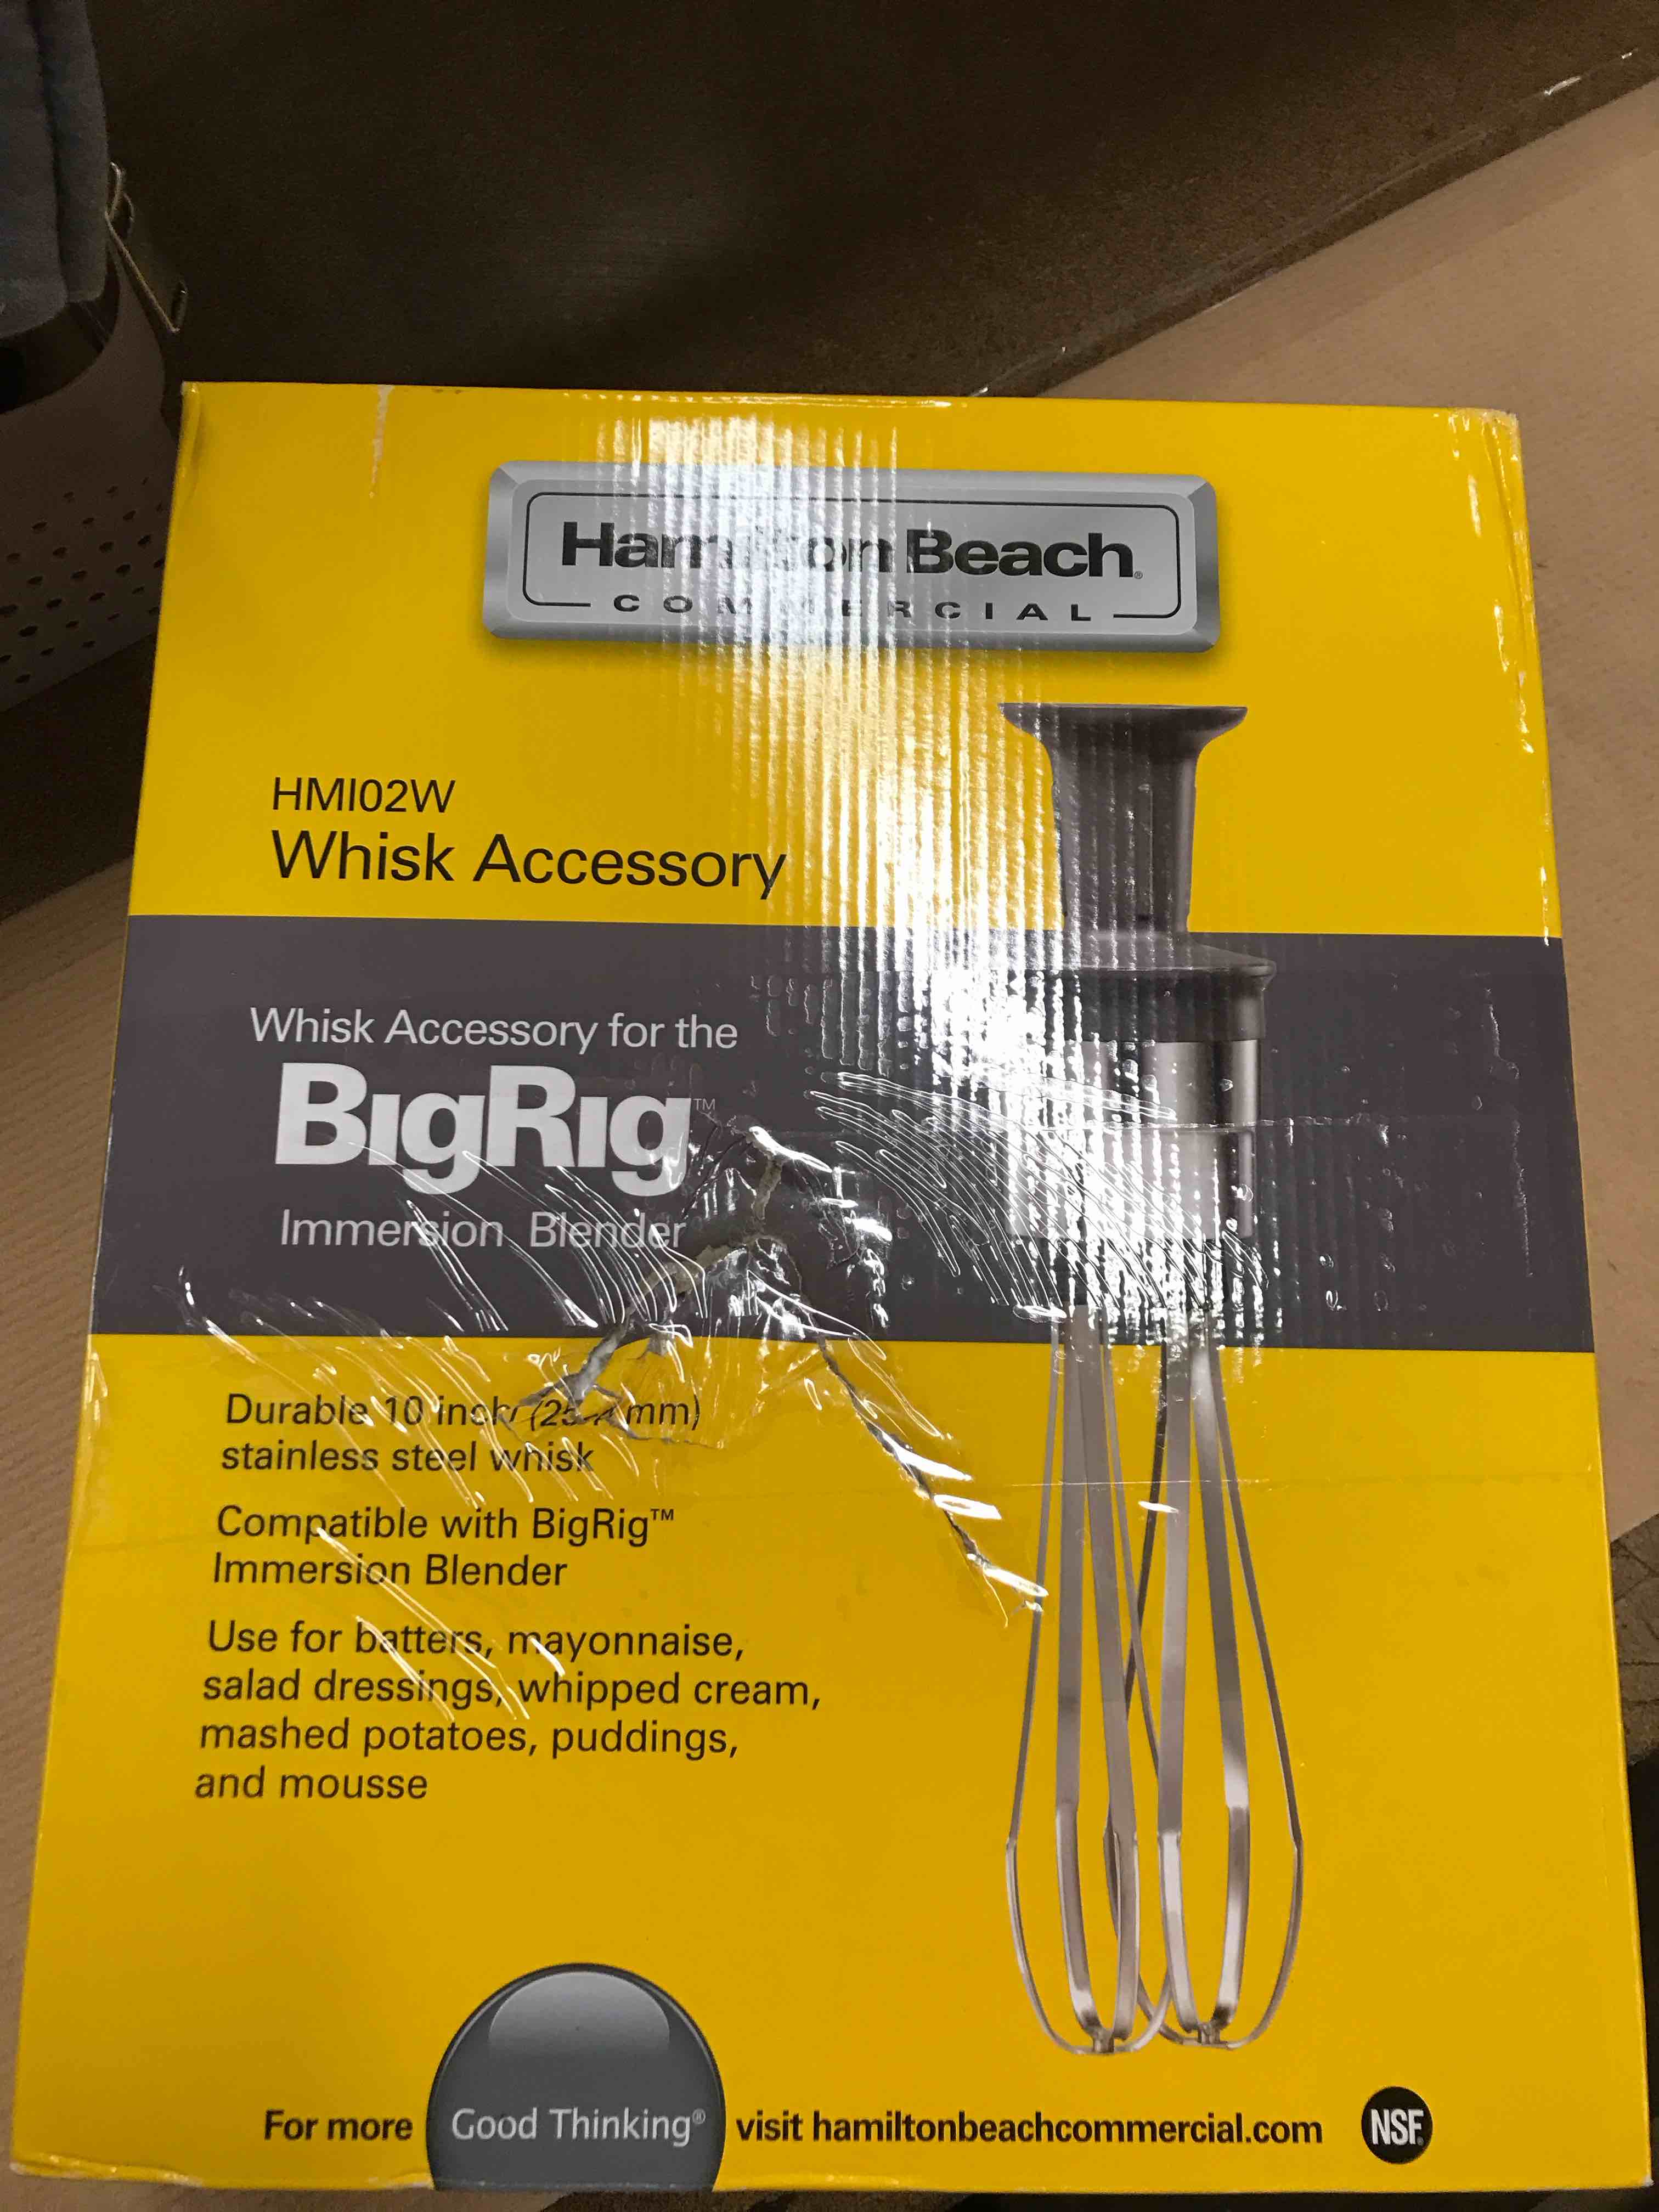 Hamilton Beach®
COMMERCIAL
HMI02W
Whisk Accessory
Whisk Accessory for the
BigRig™
Immersion Blender
Durable 10 inch (254 mm)
stainless steel whisk
Compatible with BigRig™
Immersion Blender
Use for batters, mayonnaise,
salad dressings, whipped cream,
mashed potatoes, puddings,
and mousse
For more Good Thinking® visit hamiltonbeachcommercial.com NSF